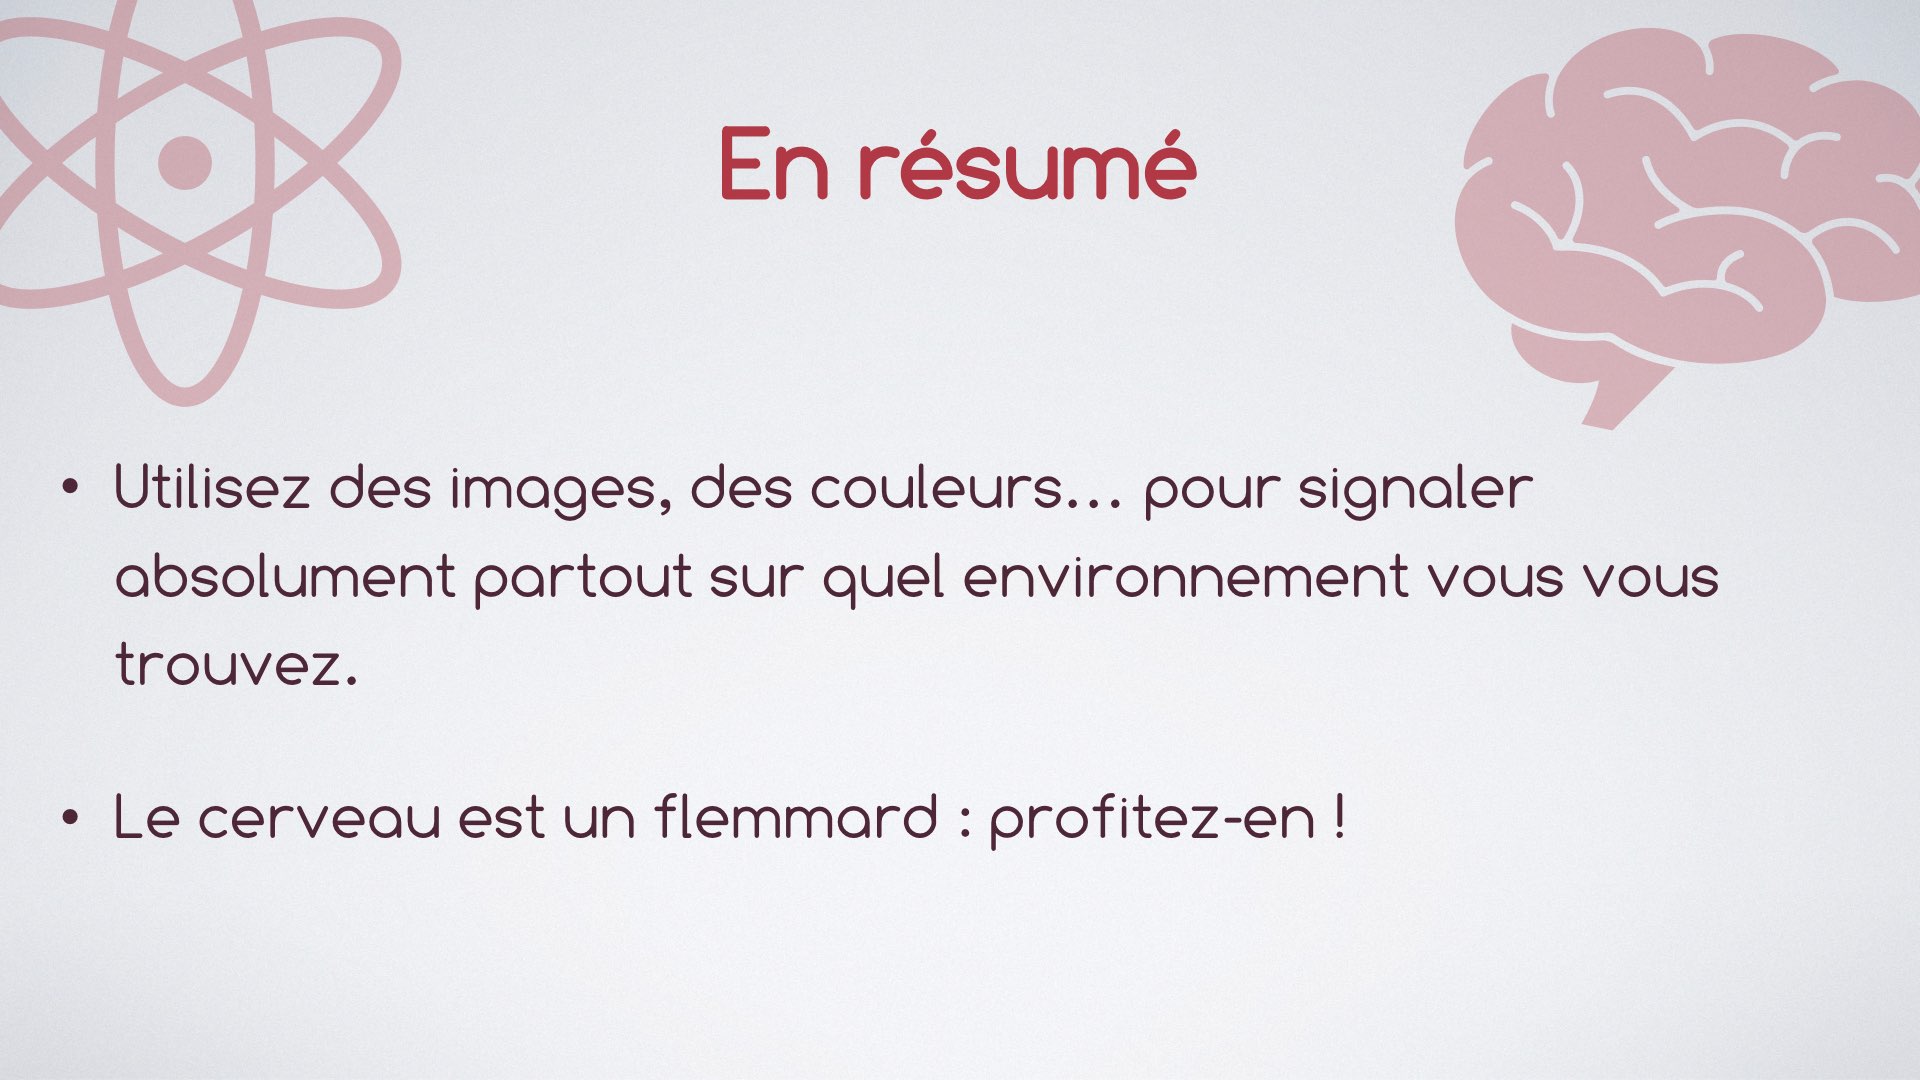 En résumé
• Utilisez des images, des couleurs… pour signaler
absolument partout sur quel environnement vous vous
trouvez.
• Le cerveau est un flemmard : profitez-en !